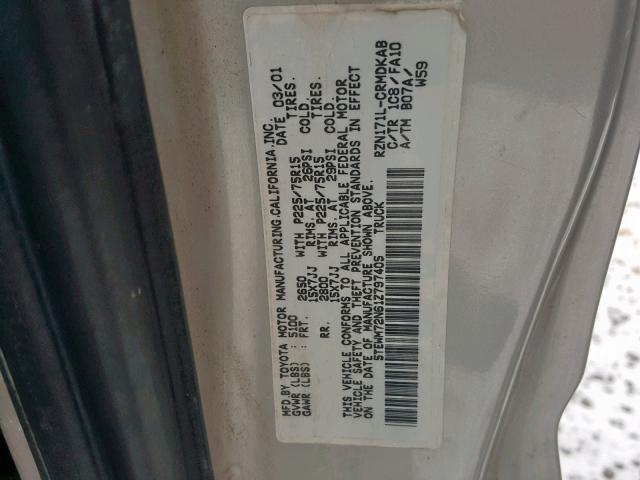 MFD.BY TOYOTA MOTOR MANUFACTURING.CALIFORNIA.INC.
GVWR (LBS) : 5100 DATE 03/01
GAWR (LBS) : FRT. 2650 WITH P225/75R15 TIRES.
15X7JJ RIMS. AT 26PSI COLD.
RR. 2800 WITH P225/75R15 TIRES.
15X7JJ RIMS. AT 29PSI COLD.
THIS VEHICLE CONFORMS TO ALL APPLICABLE FEDERAL MOTOR
VEHICLE SAFETY AND THEFT PREVENTION STANDARDS IN EFFECT
ON THE DATE OF MANUFACTURE SHOWN ABOVE.
5TEWM72N61Z797405 TRUCK
RZN171L-CRMDKAB
C/TR 1C8/FA10
A/TM B07A/
W59